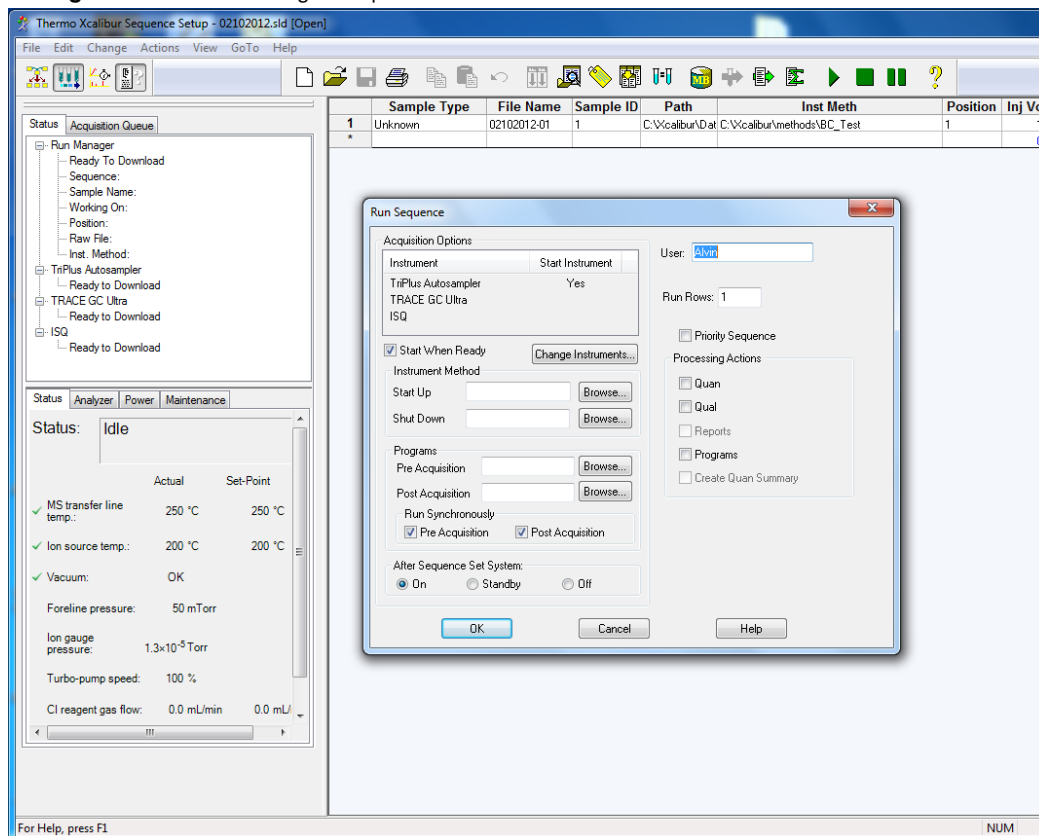 Thermo Xcalibur Sequence Setup - 02102012.sld [Open]
File Edit Change Actions View GoTo Help
Status Acquisition Queue
Run Manager
Ready To Download
Sequence:
Sample Name:
Working On:
Position:
Raw File:
Inst. Method:
TriPlus Autosampler
Ready to Download
TRACE GC Ultra
Ready to Download
ISQ
Ready to Download
Status Analyzer Power Maintenance
Status: Idle
Actual Set-Point
MS transfer line temp.: 250 °C 250 °C
Ion source temp.: 200 °C 200 °C
Vacuum: OK
Foreline pressure: 50 mTorr
Ion gauge pressure: 1.3×10⁻⁵ Torr
Turbo-pump speed: 100 %
CI reagent gas flow: 0.0 mL/min 0.0 mL/
Sample Type File Name Sample ID Path Inst Meth Position Inj Vo
1 Unknown 02102012-01 1 C:\Xcalibur\Dat C:\Xcalibur\methods\BC_Test 1
*
Run Sequence
Acquisition Options
Instrument Start Instrument
TriPlus Autosampler Yes
TRACE GC Ultra
ISQ
Start When Ready Change Instruments...
Instrument Method
Start Up Browse...
Shut Down Browse...
Programs
Pre Acquisition Browse...
Post Acquisition Browse...
Run Synchronously
Pre Acquisition Post Acquisition
After Sequence Set System:
On Standby Off
User: Alvin
Run Rows: 1
Priority Sequence
Processing Actions
Quan
Qual
Reports
Programs
Create Quan Summary
OK Cancel Help
For Help, press F1
NUM